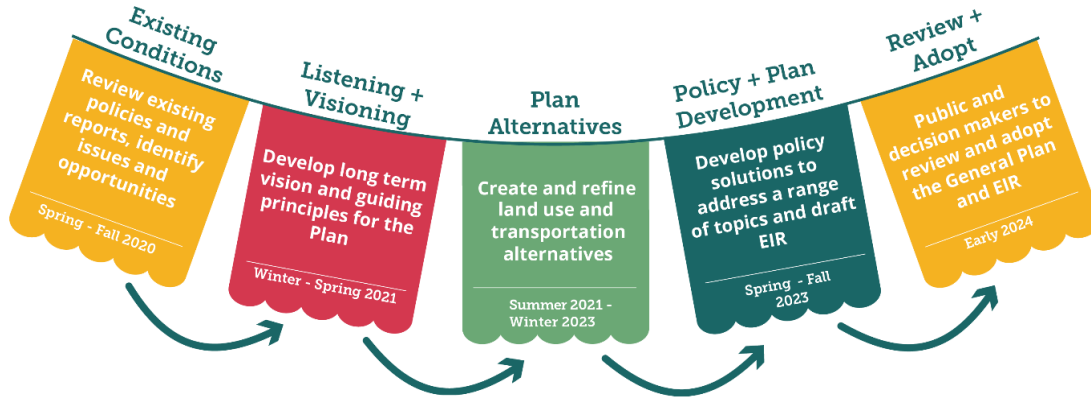 Existing
Conditions
Review existing
policies and
reports, identify
issues and
opportunities
Spring - Fall 2020
Listening +
Visioning
Develop long term
vision and guiding
principles for the
Plan
Winter - Spring 2021
Plan
Alternatives
Create and refine
land use and
transportation
alternatives
Summer 2021 -
Winter 2023
Policy + Plan
Development
Develop policy
solutions to
address a range
of topics and draft
EIR
Spring - Fall
2023
Review +
Adopt
Public and
decision makers to
review and adopt
the General Plan
and EIR
Early 2024